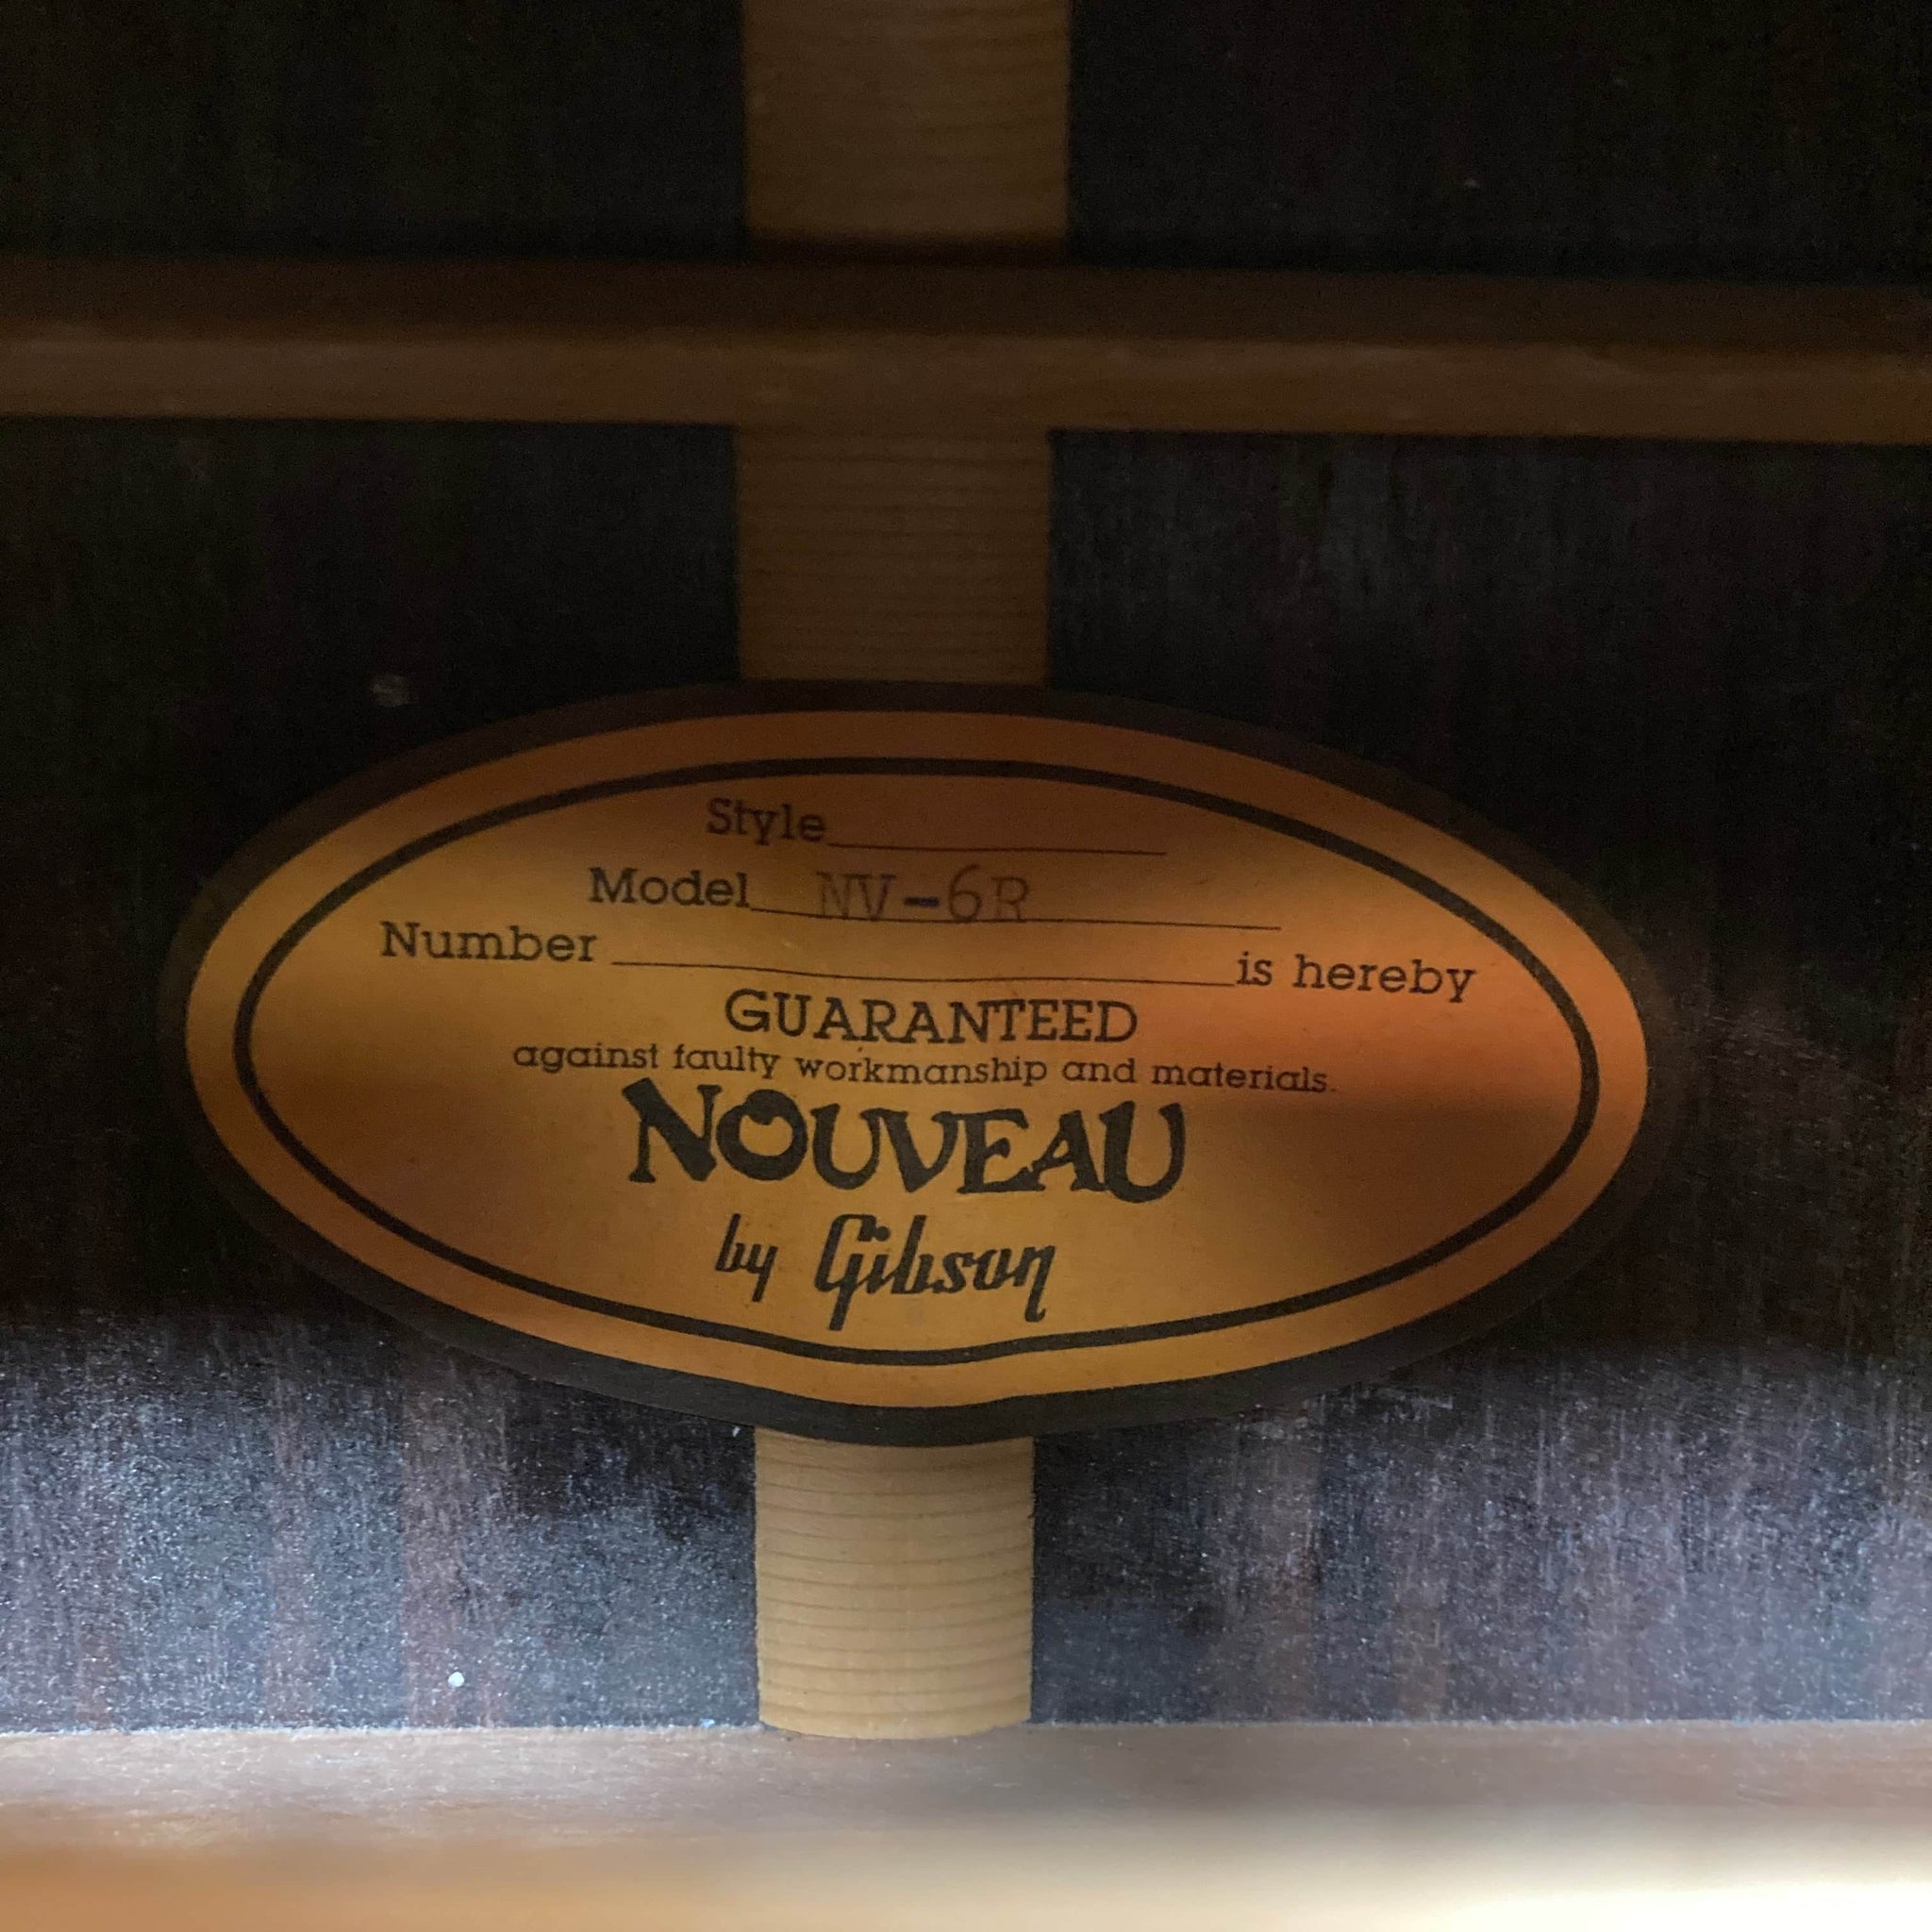 Style
Model NV-6R
Number is hereby
GUARANTEED
against faulty workmanship and materials.
NOUVEAU
by Gibson